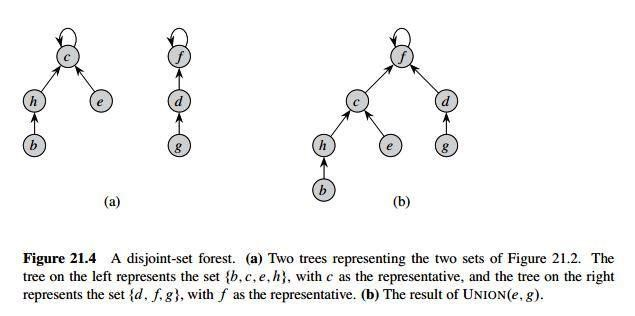 c f f
h e d c d
b g h e g
b
(a) (b)
Figure 21.4 A disjoint-set forest. (a) Two trees representing the two sets of Figure 21.2. The
tree on the left represents the set {b, c, e, h}, with c as the representative, and the tree on the right
represents the set {d, f, g}, with f as the representative. (b) The result of UNION(e, g).